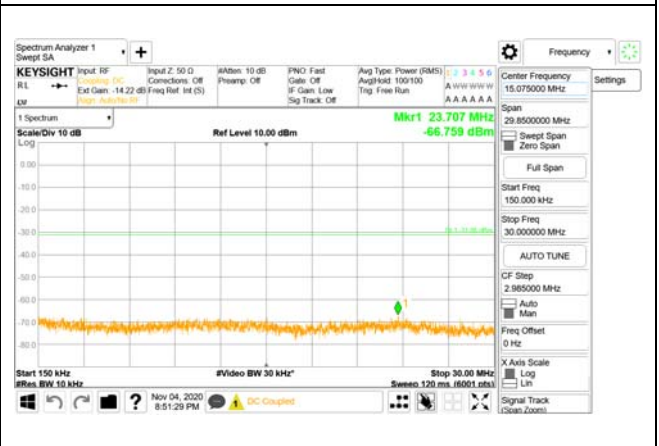 Spectrum Analyzer 1
Swept SA
+
Frequency
KEYSIGHT
Input: RF
Coupling: DC
Ext Gain: -14.22 dB
Align: Auto/No RF
RL
Input Z: 50 Ω
Corrections: Off
Freq Ref: Int (S)
#Atten: 10 dB
Preamp: Off
PNO: Fast
Gate: Off
IF Gain: Low
Sig Track: Off
Avg Type: Power (RMS)
Avg|Hold: 100/100
Trig: Free Run
1 2 3 4 5 6
A W W W W W
A A A A A A
1 Spectrum
Mkr1 23.707 MHz
-66.759 dBm
Scale/Div 10 dB
Ref Level 10.00 dBm
Log
0.00
-10.0
-20.0
-30.0
-40.0
-50.0
-60.0
-70.0
-80.0
1
Start 150 kHz
#Video BW 30 kHz*
Stop 30.00 MHz
#Res BW 10 kHz
Sweep 120 ms (6001 pts)
Nov 04, 2020
8:51:29 PM
?
1
DC Coupled
Center Frequency
15.075000 MHz
Settings
Span
29.8500000 MHz
Swept Span
Zero Span
Full Span
Start Freq
150.000 kHz
Stop Freq
30.000000 MHz
AUTO TUNE
CF Step
2.985000 MHz
Auto
Man
Freq Offset
0 Hz
X Axis Scale
Log
Lin
Signal Track
(Span Zoom)